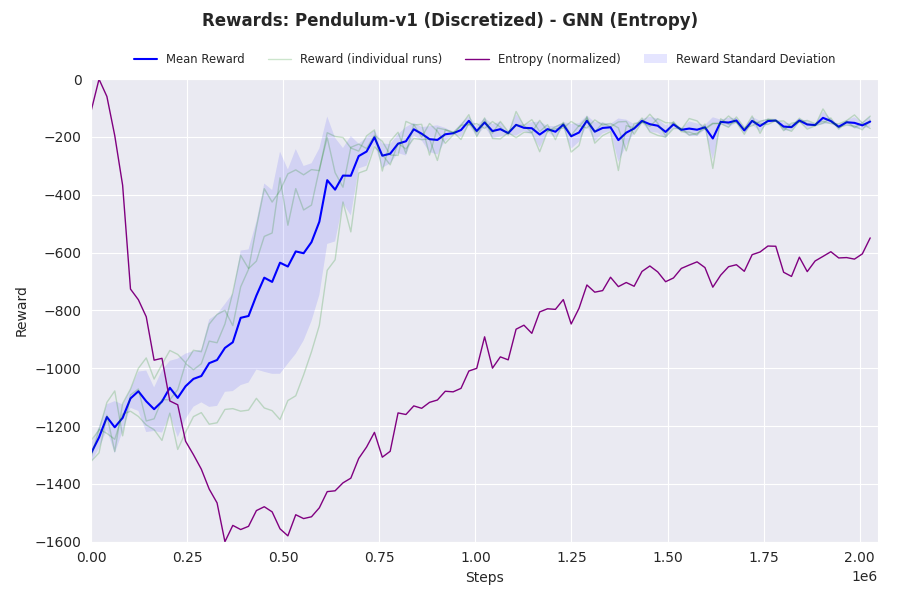 Rewards: Pendulum-v1 (Discretized) - GNN (Entropy)
Mean Reward
Reward (individual runs)
Entropy (normalized)
Reward Standard Deviation
0
−200
−400
−600
−800
−1000
−1200
−1400
−1600
Reward
0.00
0.25
0.50
0.75
1.00
1.25
1.50
1.75
2.00
1e6
Steps